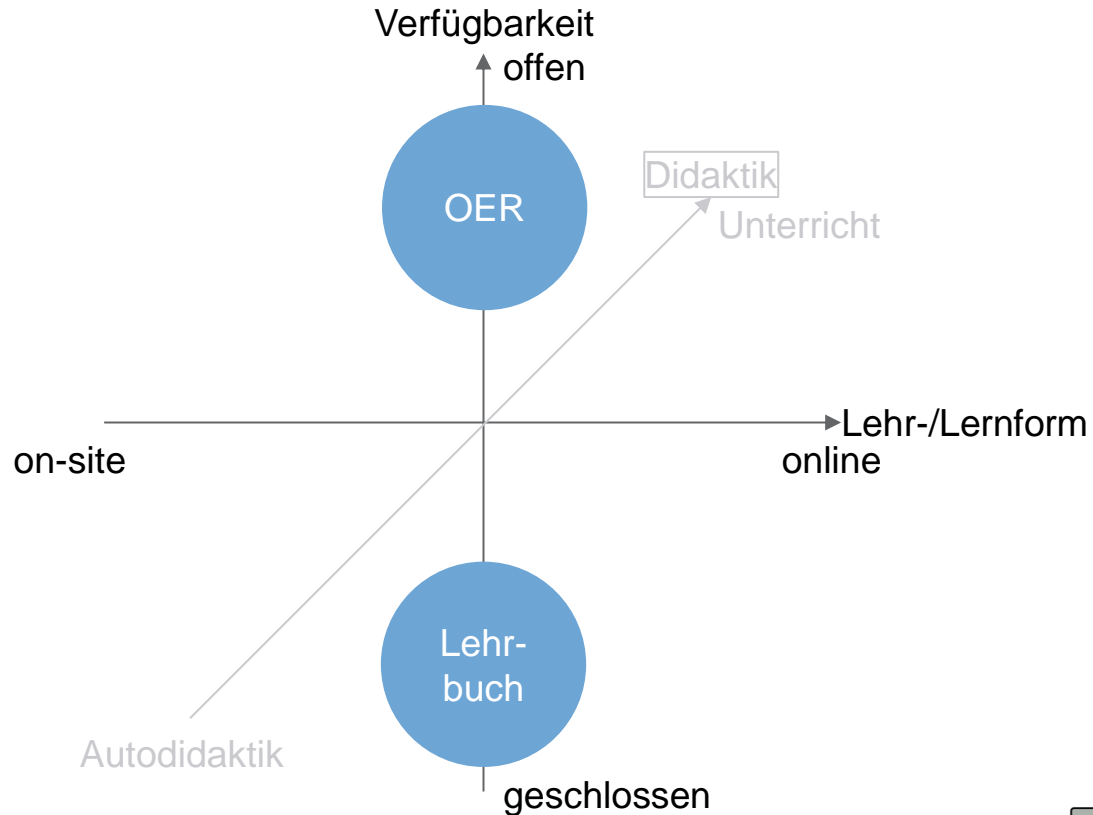 Verfügbarkeit
offen
Didaktik
OER
Unterricht
Lehr-/Lernform
on-site
online
Lehr-
buch
Autodidaktik
geschlossen